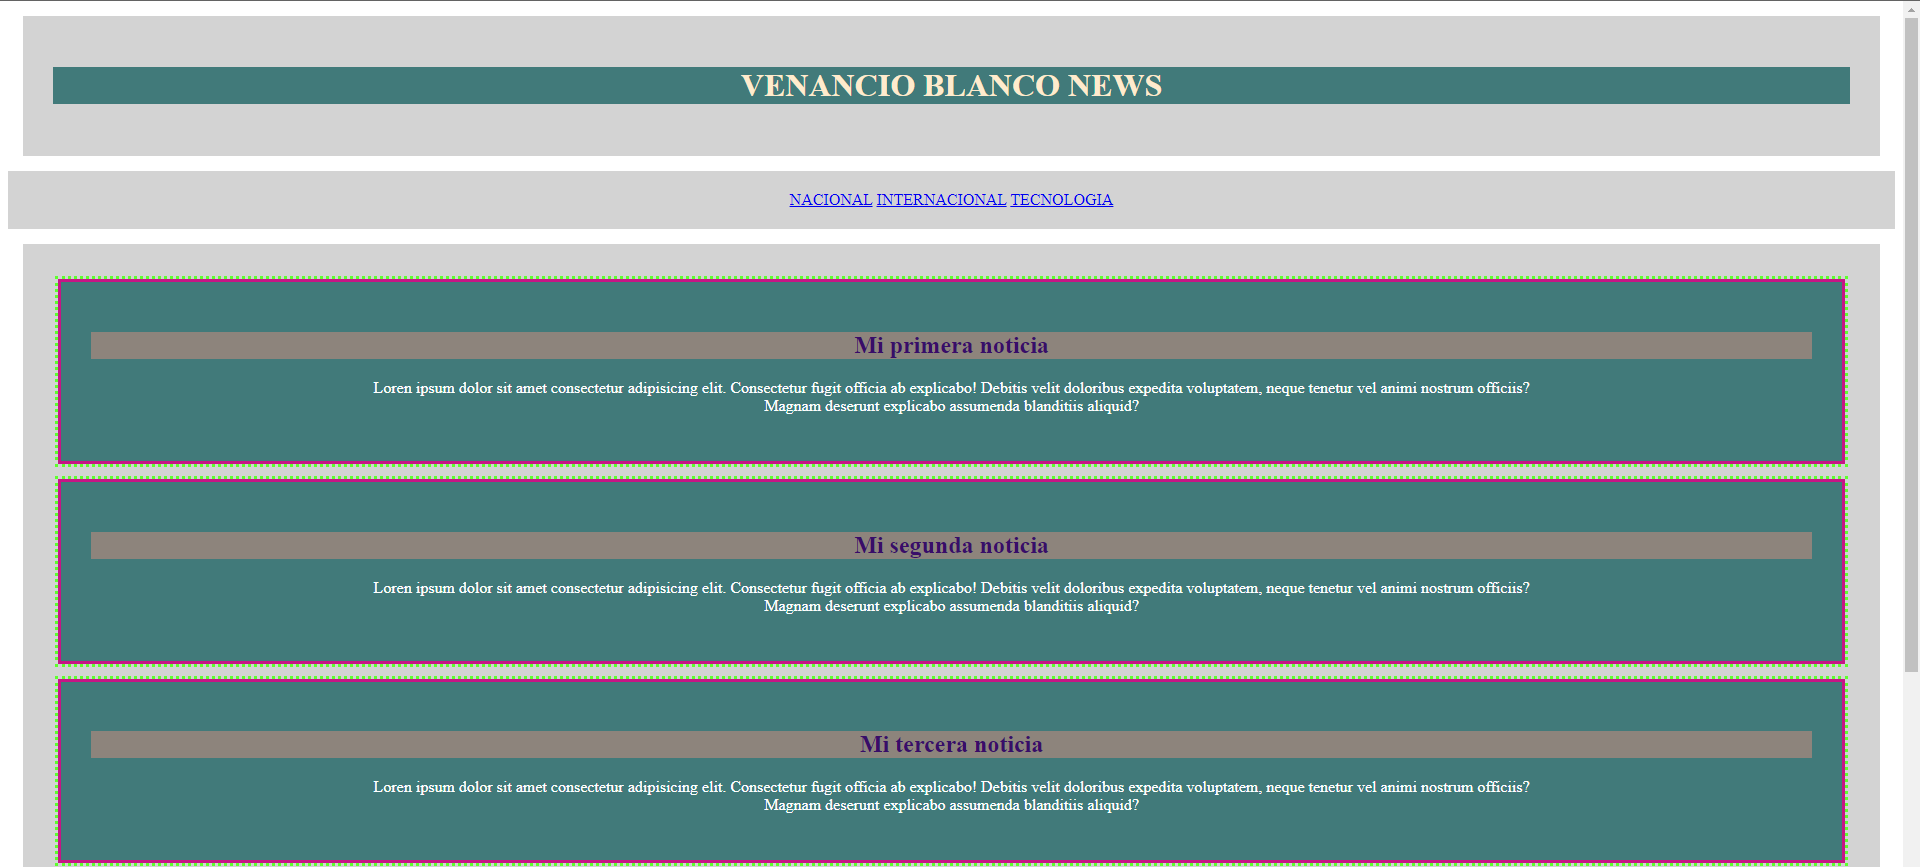 VENANCIO BLANCO NEWS
NACIONAL INTERNACIONAL TECNOLOGIA
Mi primera noticia
Loren ipsum dolor sit amet consectetur adipisicing elit. Consectetur fugit officia ab explicabo! Debitis velit doloribus expedita voluptatem, neque tenetur vel animi nostrum officiis?
Magnam deserunt explicabo assumenda blanditiis aliquid?
Mi segunda noticia
Loren ipsum dolor sit amet consectetur adipisicing elit. Consectetur fugit officia ab explicabo! Debitis velit doloribus expedita voluptatem, neque tenetur vel animi nostrum officiis?
Magnam deserunt explicabo assumenda blanditiis aliquid?
Mi tercera noticia
Loren ipsum dolor sit amet consectetur adipisicing elit. Consectetur fugit officia ab explicabo! Debitis velit doloribus expedita voluptatem, neque tenetur vel animi nostrum officiis?
Magnam deserunt explicabo assumenda blanditiis aliquid?